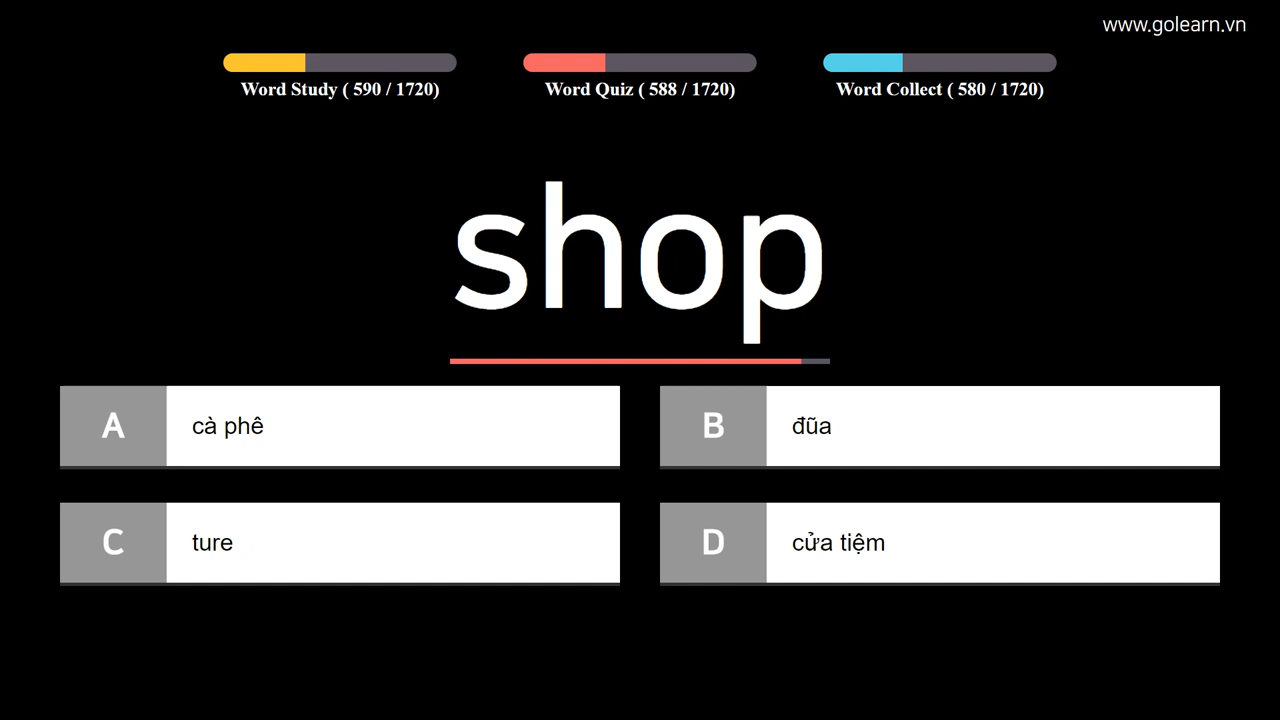 www.golearn.vn
Word Study ( 590 / 1720)
Word Quiz ( 588 / 1720)
Word Collect ( 580 / 1720)
shop
A cà phê
B đũa
C ture
D cửa tiệm